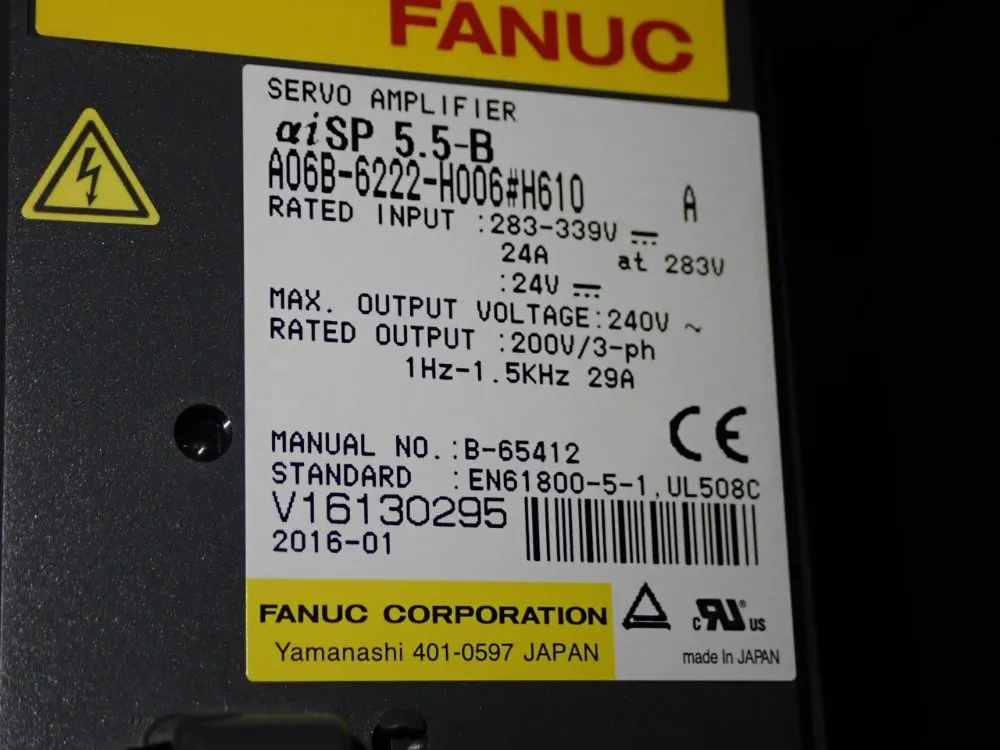 FANUC
SERVO AMPLIFIER
αiSP 5.5-B
A06B-6222-H006#H610 A
RATED INPUT :283-339V ⎓
24A at 283V
:24V ⎓
MAX. OUTPUT VOLTAGE:240V ~
RATED OUTPUT :200V/3-ph
1Hz-1.5KHz 29A
CE
MANUAL NO.:B-65412
STANDARD :EN61800-5-1,UL508C
V16130295
2016-01
FANUC CORPORATION
Yamanashi 401-0597 JAPAN
c RU US
made In JAPAN